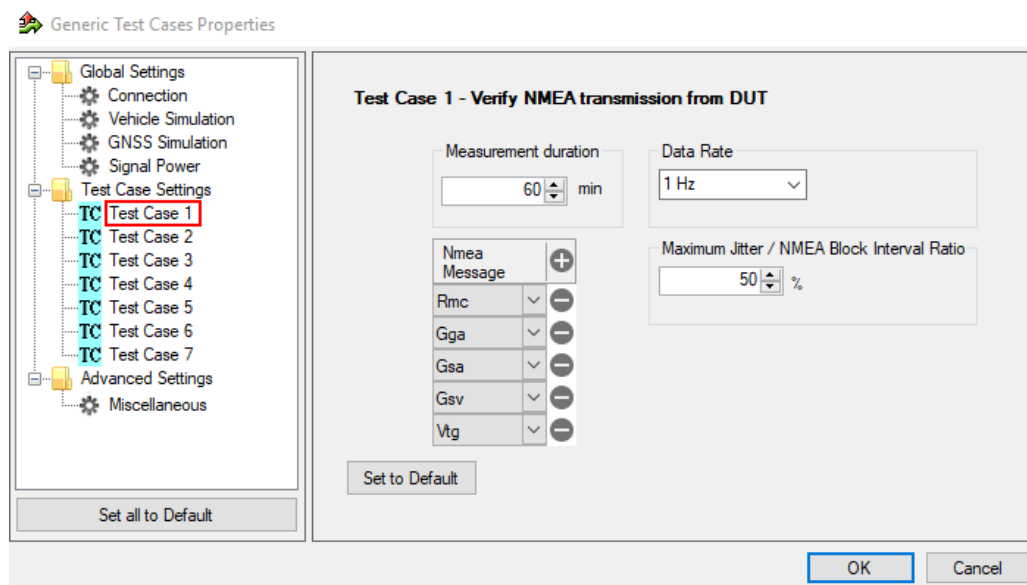 Generic Test Cases Properties
Global Settings
Connection
Vehicle Simulation
GNSS Simulation
Signal Power
Test Case Settings
TC Test Case 1
TC Test Case 2
TC Test Case 3
TC Test Case 4
TC Test Case 5
TC Test Case 6
TC Test Case 7
Advanced Settings
Miscellaneous
Set all to Default
Test Case 1 - Verify NMEA transmission from DUT
Measurement duration
60 min
Data Rate
1 Hz
Nmea
Message
Rmc
Gga
Gsa
Gsv
Vtg
Maximum Jitter / NMEA Block Interval Ratio
50 %
Set to Default
OK
Cancel